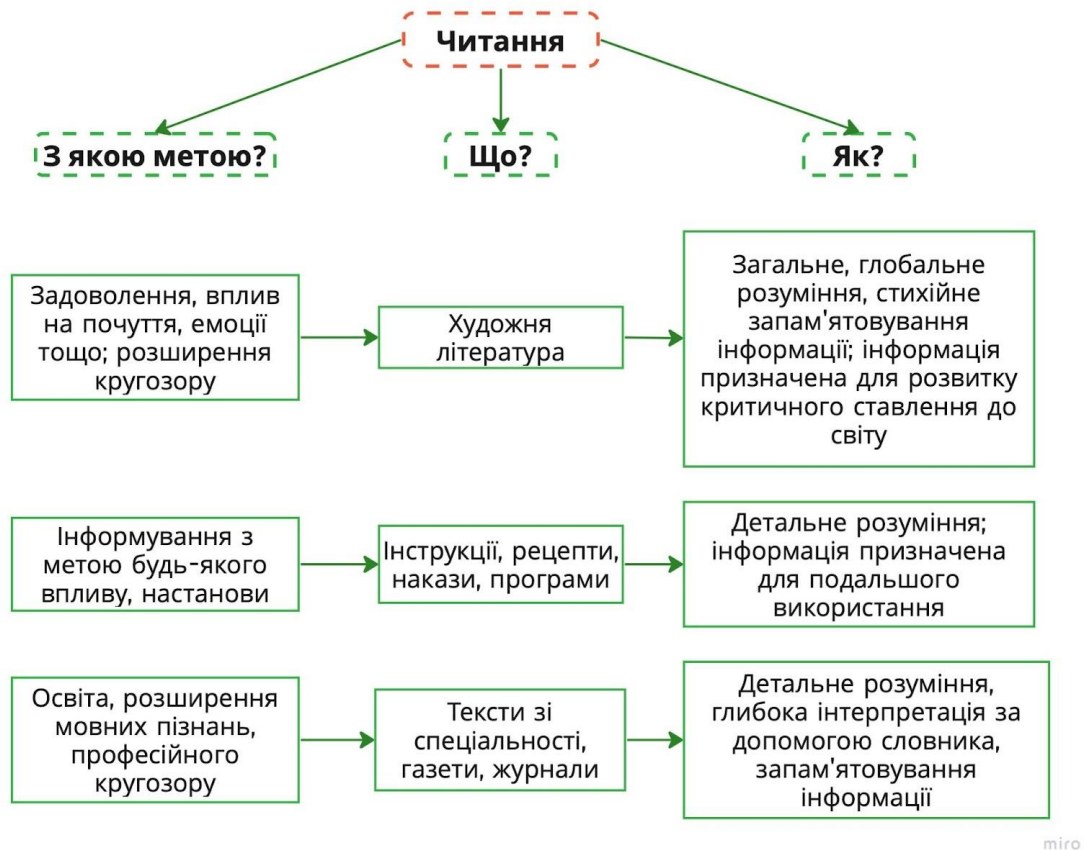 Читання
З якою метою?
Що?
Як?
Задоволення, вплив
на почуття, емоції
тощо; розширення
кругозору
Художня
література
Загальне, глобальне
розуміння, стихійне
запам'ятовування
інформації; інформація
призначена для розвитку
критичного ставлення до
світу
Інформування з
метою будь-якого
впливу, настанови
Інструкції, рецепти,
накази, програми
Детальне розуміння;
інформація призначена
для подальшого
використання
Освіта, розширення
мовних пізнань,
професійного
кругозору
Тексти зі
спеціальності,
газети, журнали
Детальне розуміння,
глибока інтерпретація за
допомогою словника,
запам'ятовування
інформації
miro